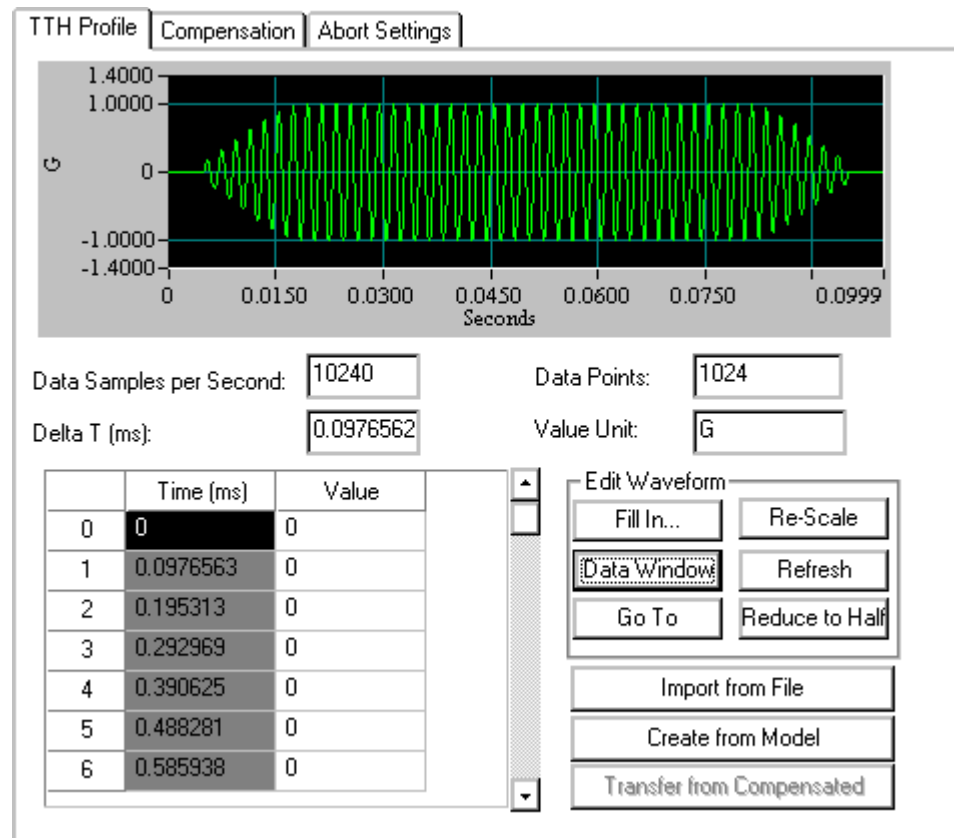 TTH Profile Compensation Abort Settings
1.4000
1.0000
G
0
-1.0000
-1.4000
0 0.0150 0.0300 0.0450 0.0600 0.0750 0.0999
Seconds
Data Samples per Second: 10240 Data Points: 1024
Delta T (ms): 0.0976562 Value Unit: G
Time (ms) Value
0 0 0
1 0.0976563 0
2 0.195313 0
3 0.292969 0
4 0.390625 0
5 0.488281 0
6 0.585938 0
Edit Waveform
Fill In... Re-Scale
Data Window Refresh
Go To Reduce to Half
Import from File
Create from Model
Transfer from Compensated